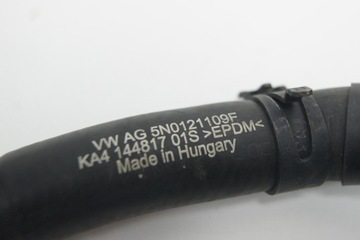 VW AG 5N0121109F
KA4 144817 01S >EPDM<
Made in Hungary